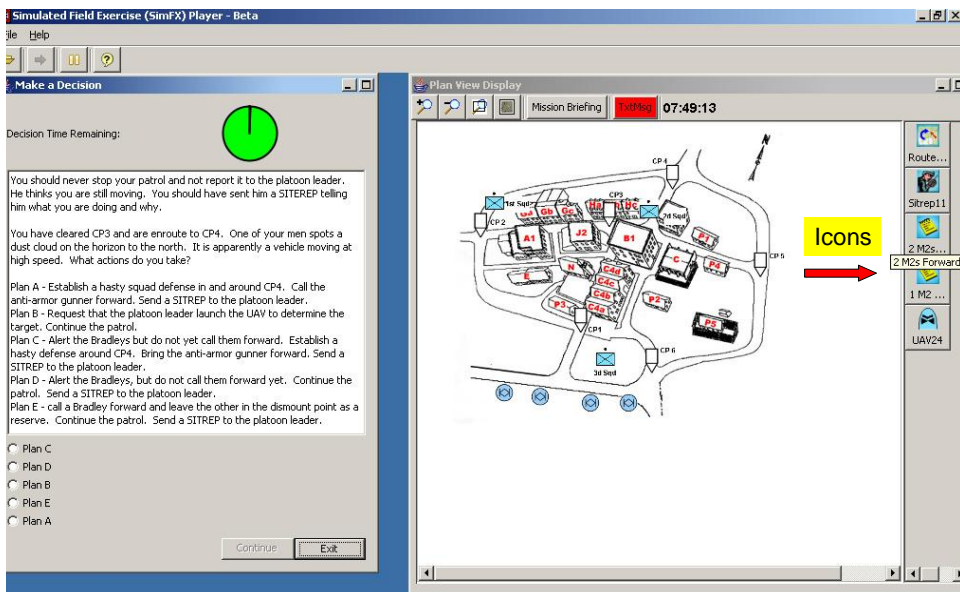 Simulated Field Exercise (SimFX) Player - Beta
File Help
Make a Decision
Decision Time Remaining:
You should never stop your patrol and not report it to the platoon leader.
He thinks you are still moving. You should have sent him a SITEREP telling
him what you are doing and why.
You have cleared CP3 and are enroute to CP4. One of your men spots a
dust cloud on the horizon to the north. It is apparently a vehicle moving at
high speed. What actions do you take?
Plan A - Establish a hasty squad defense in and around CP4. Call the
anti-armor gunner forward. Send a SITREP to the platoon leader.
Plan B - Request that the platoon leader launch the UAV to determine the
target. Continue the patrol.
Plan C - Alert the Bradleys but do not yet call them forward. Establish a
hasty defense around CP4. Bring the anti-armor gunner forward. Send a
SITREP to the platoon leader.
Plan D - Alert the Bradleys, but do not call them forward yet. Continue the
patrol. Send a SITREP to the platoon leader.
Plan E - call a Bradley forward and leave the other in the dismount point as a
reserve. Continue the patrol. Send a SITREP to the platoon leader.
Plan C
Plan D
Plan B
Plan E
Plan A
Continue Exit
Plan View Display
Mission Briefing TxtMsg 07:49:13
N
CP4
1st Sqd
CP3
Gb Gc
Ha Hc
2d Sqd
CP2
A1
J2
B1
P1
CP 5
E
N
C4d
C
P4
C4c
C4b
C4a
P3
P2
CP1
P5
CP 6
3d Sqd
Icons
Route...
Sitrep11
2 M2s...
2 M2s Forward
1 M2 ...
UAV24